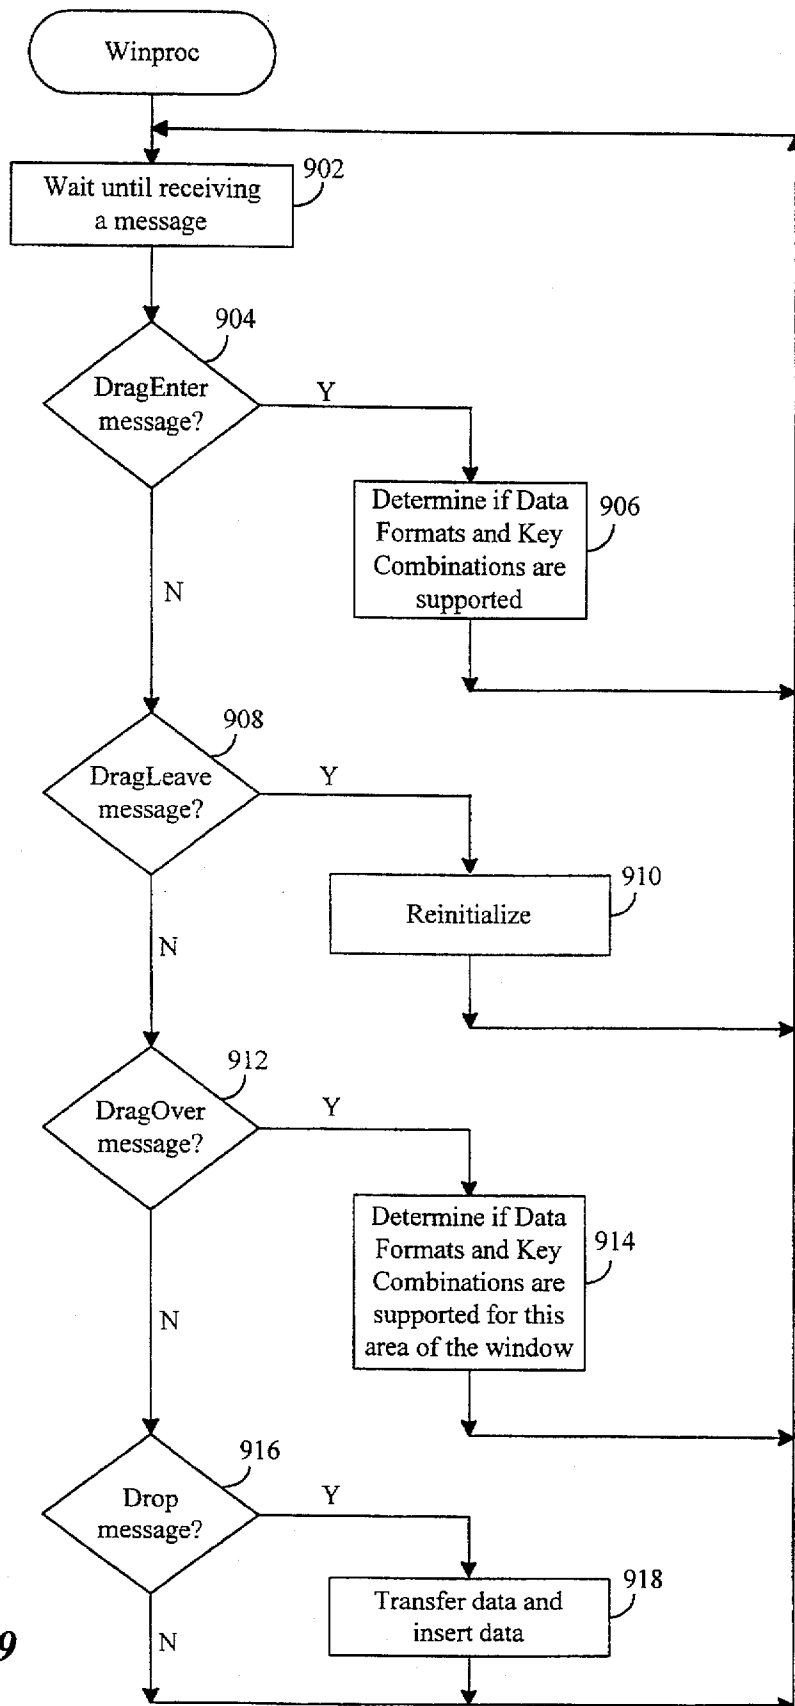 Winproc
Wait until receiving
a message
902
DragEnter
message?
904
Y
Determine if Data
Formats and Key
Combinations are
supported
906
N
DragLeave
message?
908
Y
Reinitialize
910
N
DragOver
message?
912
Y
Determine if Data
Formats and Key
Combinations are
supported for this
area of the window
914
N
Drop
message?
916
Y
Transfer data and
insert data
918
N
9